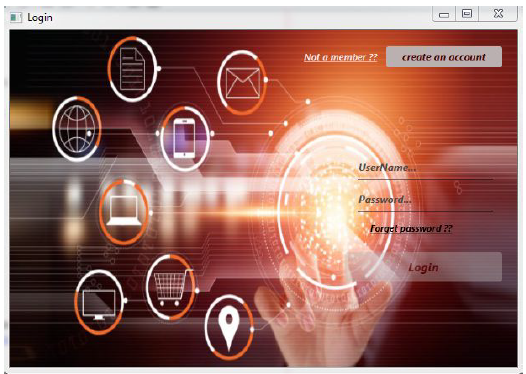 Login
Not a member ?? create an account
UserName...
Password...
Forget password ??
Login